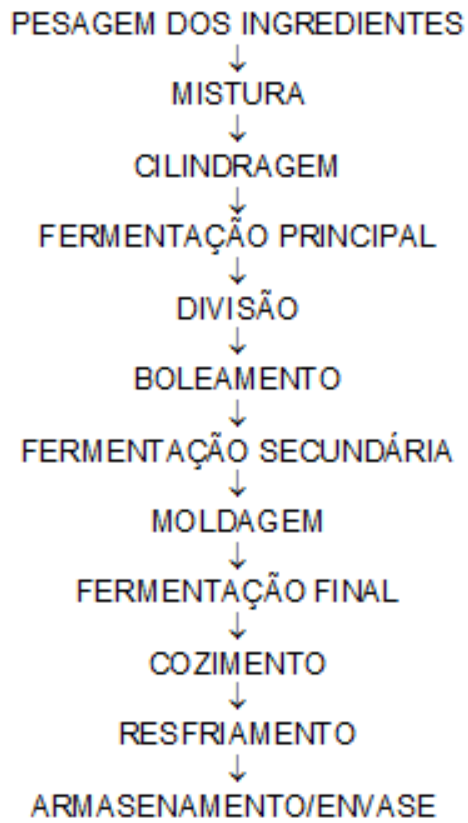 PESAGEM DOS INGREDIENTES
↓
MISTURA
↓
CILINDRAGEM
↓
FERMENTAÇÃO PRINCIPAL
↓
DIVISÃO
↓
BOLEAMENTO
↓
FERMENTAÇÃO SECUNDÁRIA
↓
MOLDAGEM
↓
FERMENTAÇÃO FINAL
↓
COZIMENTO
↓
RESFRIAMENTO
↓
ARMASENAMENTO/ENVASE